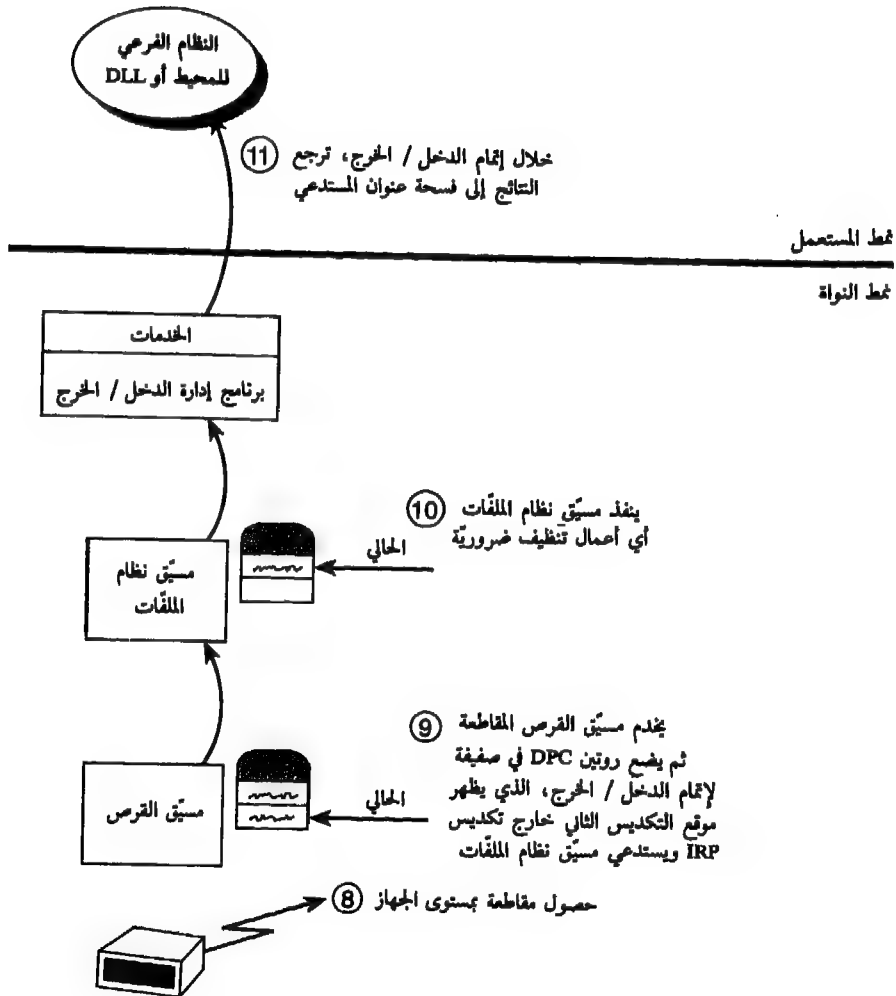 النظام الفرعي
للمحيط أو DLL
11 خلال إتمام الدخل / الخرج، ترجع
النتائج إلى فسحة عنوان المستدعي
نمط المستعمل
نمط النواة
الخدمات
برنامج إدارة الدخل / الخرج
10 ينفذ مسيّق نظام الملفّات
أي أعمال تنظيف ضروريّة
الحالي
مسيّق نظام
الملفّات
9 يخدم مسيّق القرص المقاطعة
ثم يضع روتين DPC في صفيفة
لإتمام الدخل / الخرج، الذي يظهر
موقع التكديس الثاني خارج تكديس
IRP ويستدعي مسيّق نظام الملفّات
الحالي
مسيّق القرص
8 حصول مقاطعة بمستوى الجهاز